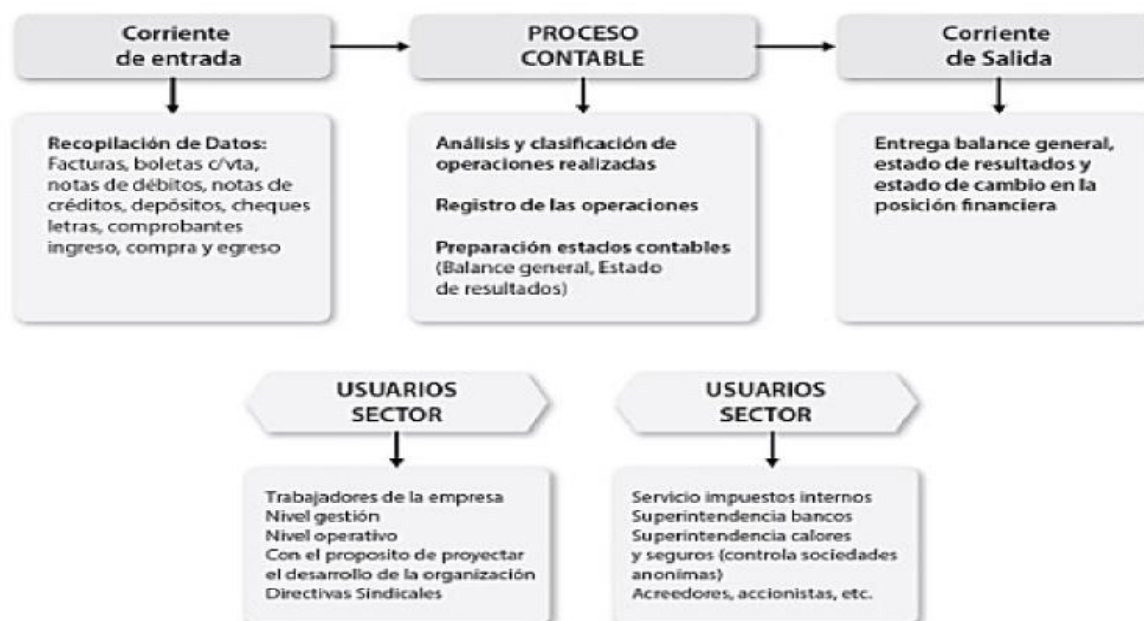 Corriente
de entrada
PROCESO
CONTABLE
Corriente
de Salida
Recopilación de Datos:
Facturas, boletas c/vta,
notas de débitos, notas de
créditos, depósitos, cheques
letras, comprobantes
ingreso, compra y egreso
Análisis y clasificación de
operaciones realizadas
Registro de las operaciones
Preparación estados contables
(Balance general, Estado
de resultados)
Entrega balance general,
estado de resultados y
estado de cambio en la
posición financiera
USUARIOS
SECTOR
Trabajadores de la empresa
Nivel gestión
Nivel operativo
Con el proposito de proyectar
el desarrollo de la organización
Directivas Sindicales
USUARIOS
SECTOR
Servicio impuestos internos
Superintendencia bancos
Superintendencia calores
y seguros (controla sociedades
anonimas)
Acreedores, accionistas, etc.